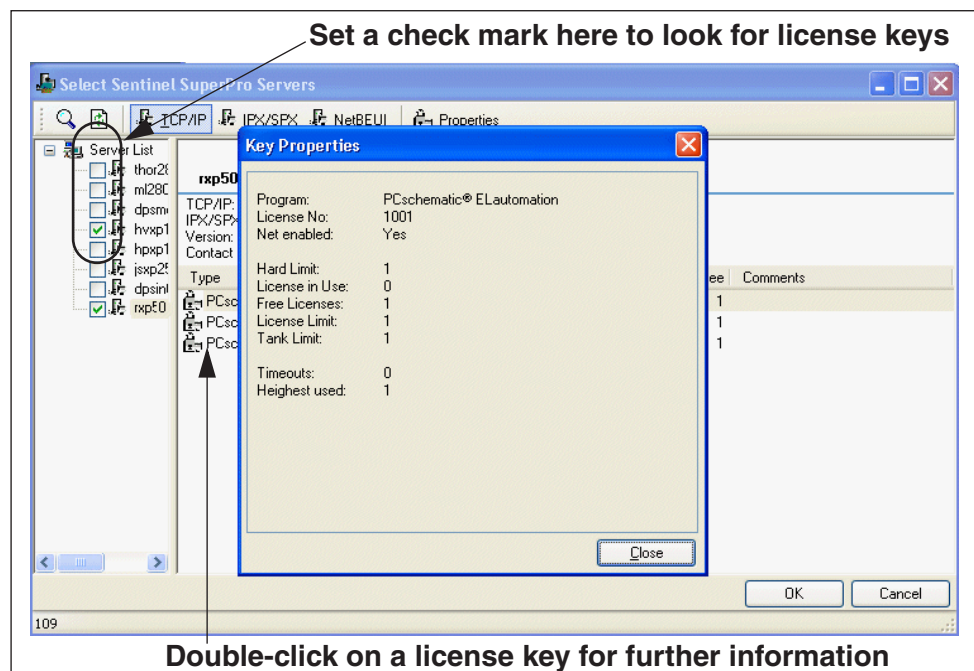 Set a check mark here to look for license keys
Select Sentinel SuperPro Servers
TCP/IP IPX/SPX NetBEUI Properties
Server List
thor28
ml280
dpsm
hvxp1
hpxp1
jsxp25
dpsin
rxp50
rxp50
TCP/IP:
IPX/SPX
Version:
Contact
Type ee Comments
PCsc 1
PCsc 1
PCsc 1
Key Properties
Program: PCschematic® ELautomation
License No: 1001
Net enabled: Yes
Hard Limit: 1
License in Use: 0
Free Licenses: 1
License Limit: 1
Tank Limit: 1
Timeouts: 0
Heighest used: 1
Close
OK Cancel
109
Double-click on a license key for further information